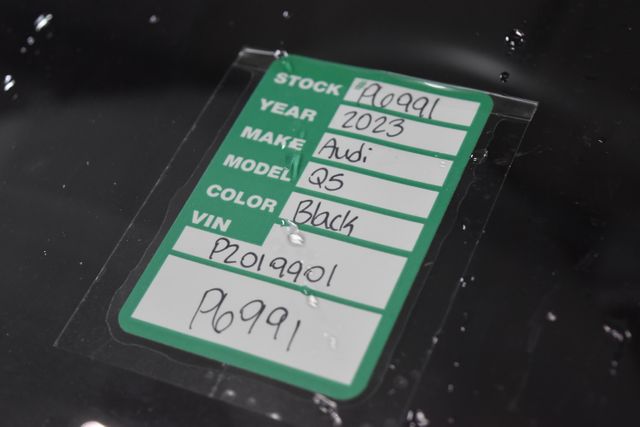 STOCK P6991
YEAR 2023
MAKE Audi
MODEL Q5
COLOR Black
VIN
P2019901
P6991